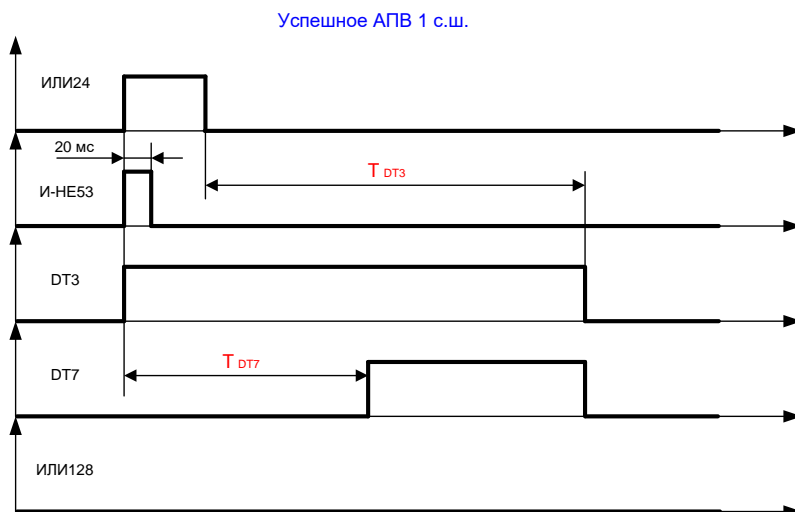 Успешное АПВ 1 с.ш.
ИЛИ24
20 мс
T DT3
И-НЕ53
DT3
T DT7
DT7
ИЛИ128